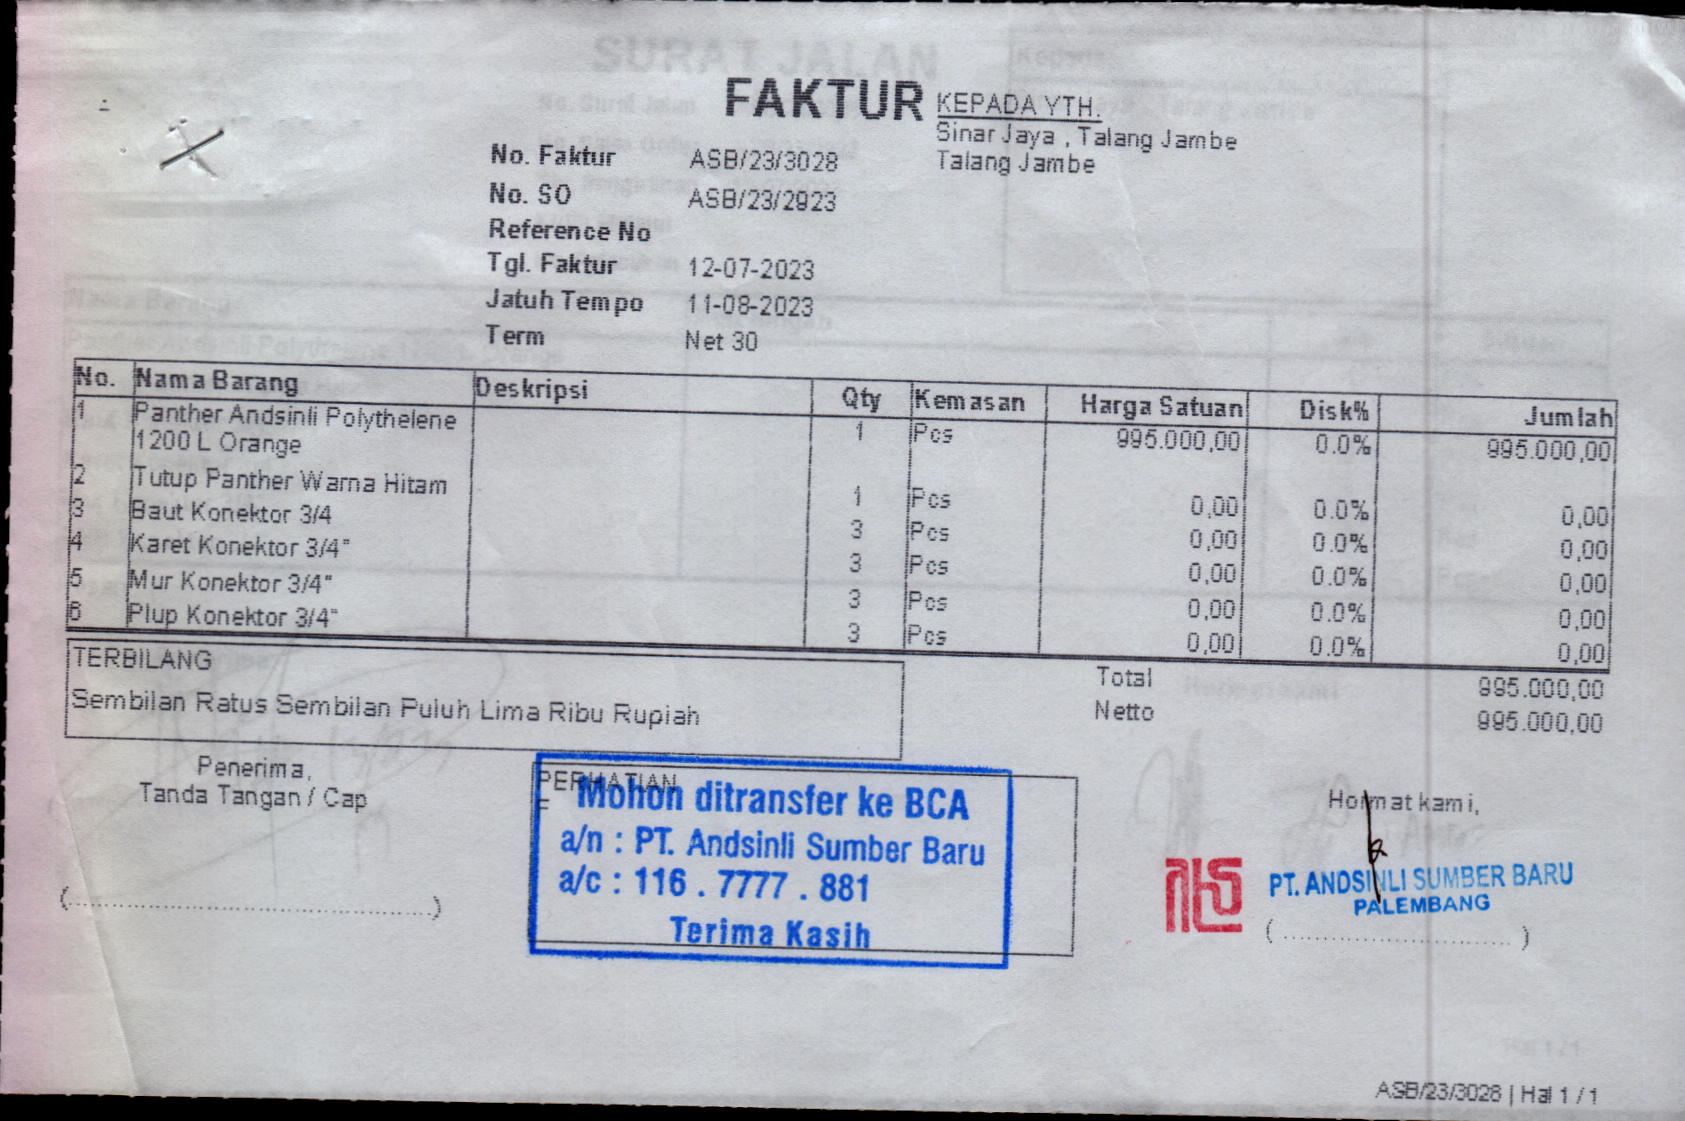 FAKTUR
KEPADA YTH.
Sinar Jaya , Talang Jambe
Talang Jambe
No. Faktur ASB/23/3028
No. SO ASB/23/2923
Reference No
Tgl. Faktur 12-07-2023
Jatuh Tempo 11-08-2023
Term Net 30
No. Nama Barang Deskripsi Qty Kemasan Harga Satuan Disk% Jumlah
1 Panther Andsinli Polythelene 1 Pcs 995.000,00 0.0% 995.000,00
1200 L Orange
2 Tutup Panther Warna Hitam 1 Pcs 0,00 0.0% 0,00
3 Baut Konektor 3/4 3 Pcs 0,00 0.0% 0,00
4 Karet Konektor 3/4" 3 Pcs 0,00 0.0% 0,00
5 Mur Konektor 3/4" 3 Pcs 0,00 0.0% 0,00
6 Plup Konektor 3/4" 3 Pcs 0,00 0.0% 0,00
TERBILANG
Sembilan Ratus Sembilan Puluh Lima Ribu Rupiah
Total 995.000,00
Netto 995.000,00
Penerima,
Tanda Tangan / Cap
PERHATIAN
Mohon ditransfer ke BCA
a/n : PT. Andsinli Sumber Baru
a/c : 116 . 7777 . 881
Terima Kasih
Hormat kami,
PT. ANDSINLI SUMBER BARU
PALEMBANG
ASB/23/3028 | Hal 1 / 1